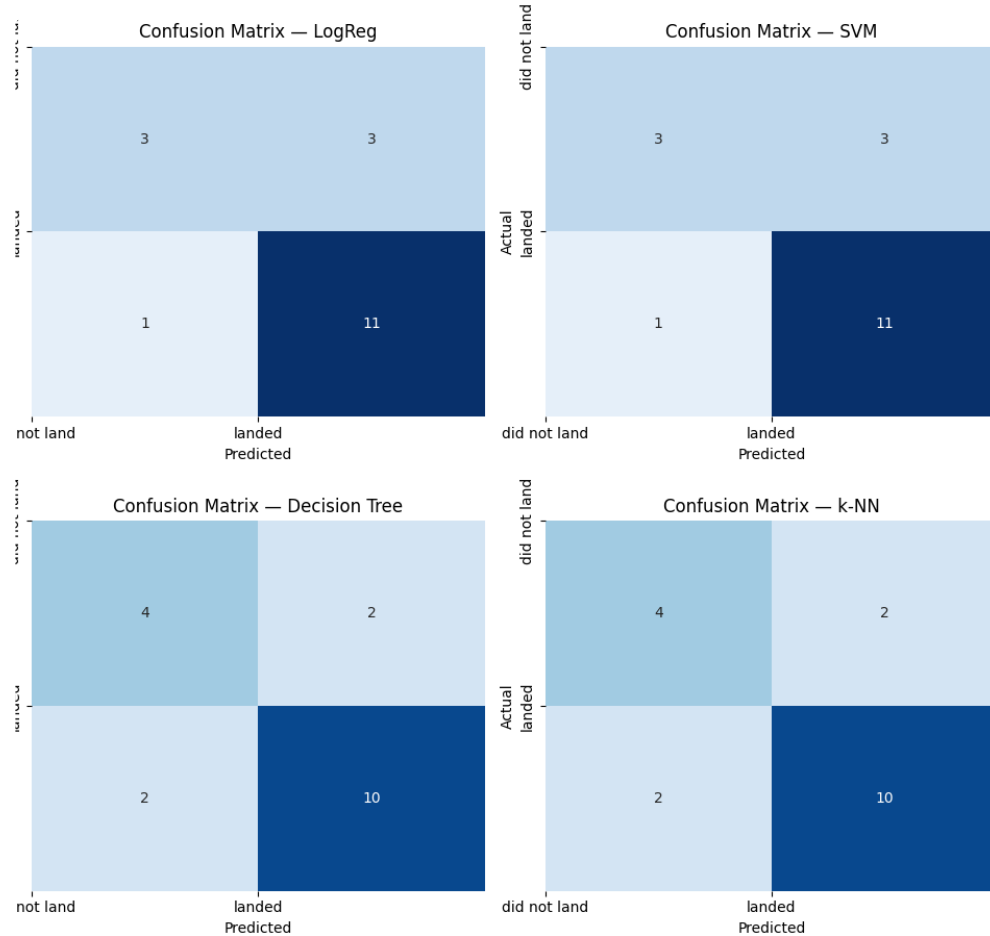 Confusion Matrix — LogReg
3 3
1 11
not land landed
Predicted
Confusion Matrix — SVM
did not land
3 3
Actual
landed
1 11
did not land landed
Predicted
Confusion Matrix — Decision Tree
4 2
2 10
not land landed
Predicted
Confusion Matrix — k-NN
did not land
4 2
Actual
landed
2 10
did not land landed
Predicted